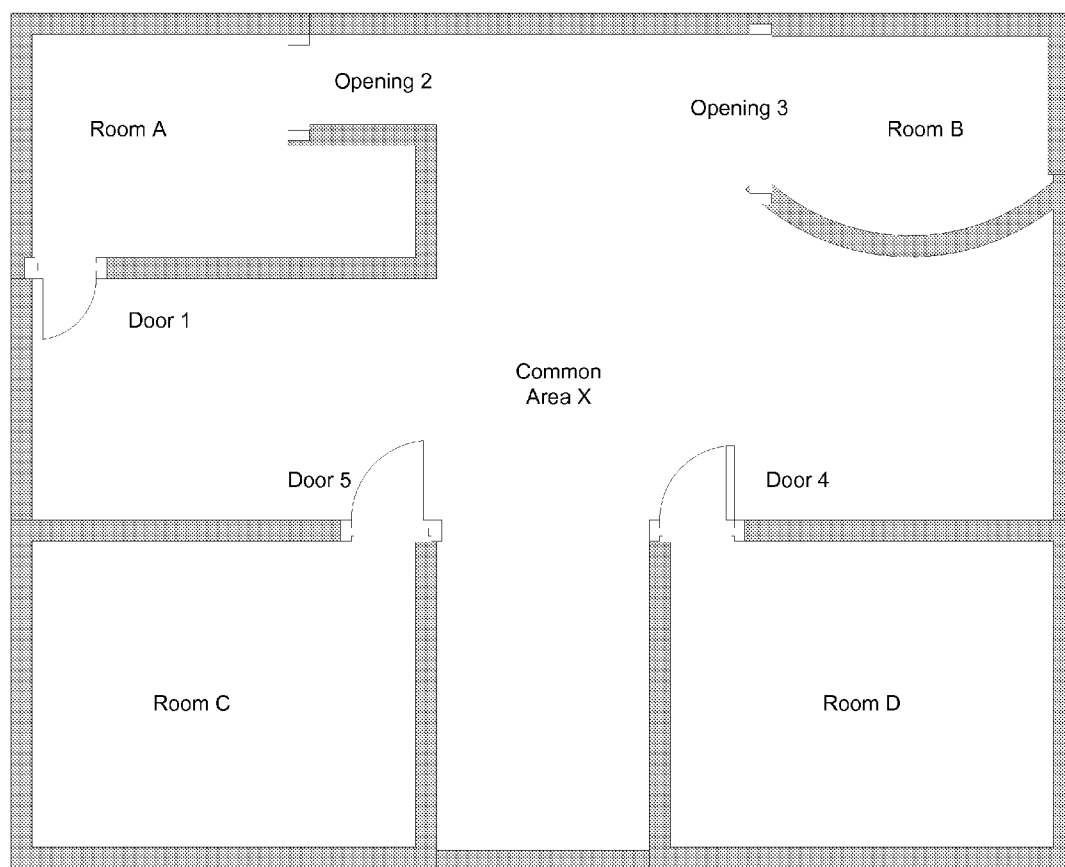 Opening 2
Opening 3
Room A
Room B
Door 1
Common
Area X
Door 5
Door 4
Room C
Room D